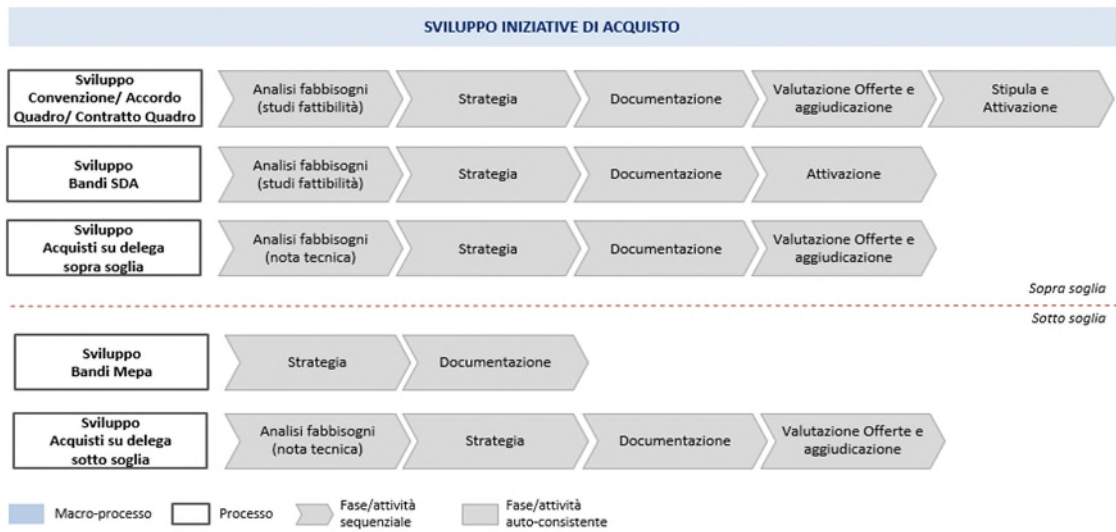 SVILUPPO INIZIATIVE DI ACQUISTO
Sviluppo
Convenzione/ Accordo
Quadro/ Contratto Quadro
Analisi fabbisogni
(studi fattibilità)
Strategia
Documentazione
Valutazione Offerte e
aggiudicazione
Stipula e
Attivazione
Sviluppo
Bandi SDA
Analisi fabbisogni
(studi fattibilità)
Strategia
Documentazione
Attivazione
Sviluppo
Acquisti su delega
sopra soglia
Analisi fabbisogni
(nota tecnica)
Strategia
Documentazione
Valutazione Offerte e
aggiudicazione
Sopra soglia
Sotto soglia
Sviluppo
Bandi Mepa
Strategia
Documentazione
Sviluppo
Acquisti su delega
sotto soglia
Analisi fabbisogni
(nota tecnica)
Strategia
Documentazione
Valutazione Offerte e
aggiudicazione
Macro-processo
Processo
Fase/attività
sequenziale
Fase/attività
auto-consistente